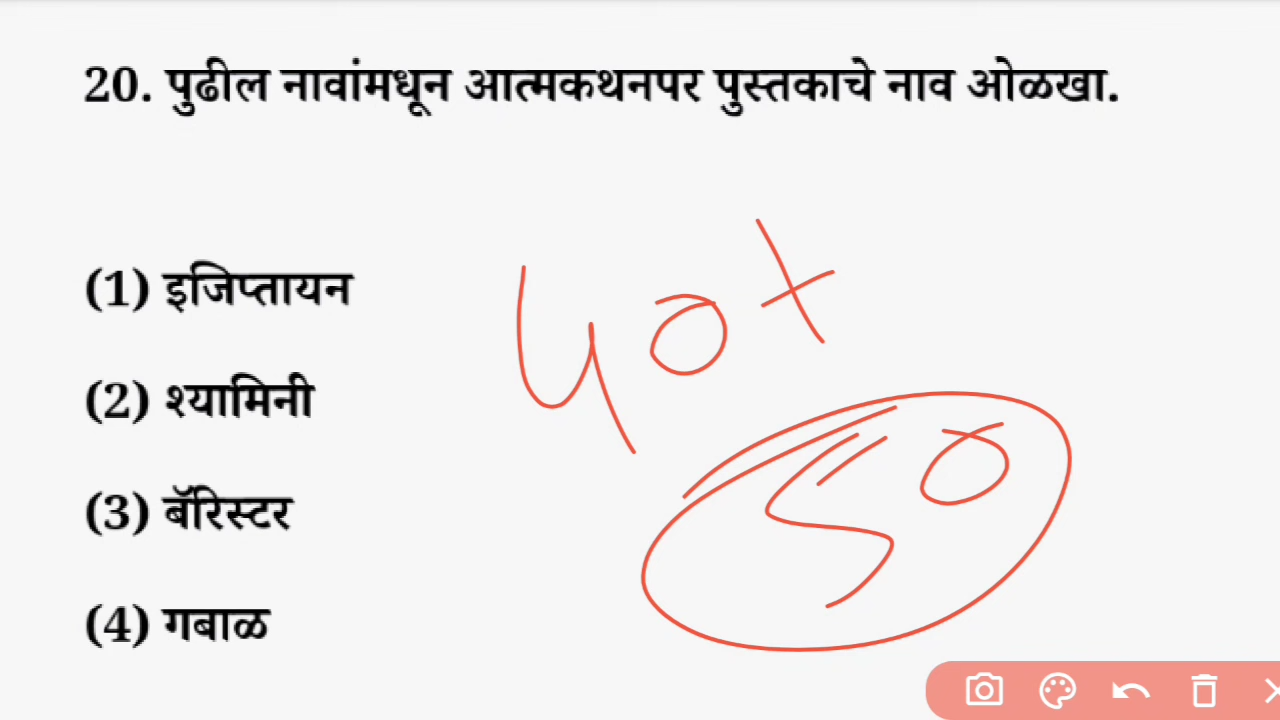 20. पुढील नावांमधून आत्मकथनपर पुस्तकाचे नाव ओळखा.
(1) इजिप्तायन
40+
(2) श्यामिनी
50
(3) बॅरिस्टर
(4) गबाळ